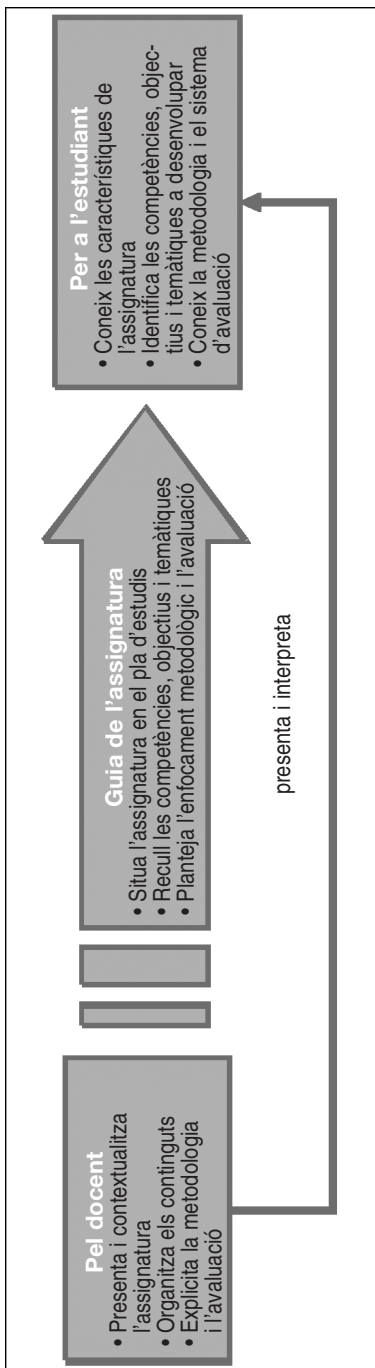 Pel docent
• Presenta i contextualitza
l'assignatura
• Organitza els continguts
• Explicita la metodologia
i l'avaluació
Guia de l'assignatura
• Situa l'assignatura en el pla d'estudis
• Recull les competències, objectius i temàtiques
• Planteja l'enfocament metodològic i l'avaluació
Per a l'estudiant
• Coneix les característiques de
l'assignatura
• Identifica les competències, objec-
tius i temàtiques a desenvolupar
• Coneix la metodologia i el sistema
d'avaluació
presenta i interpreta